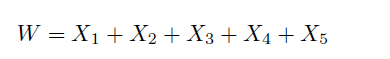 W = X₁ + X₂ + X₃ + X₄ + X₅